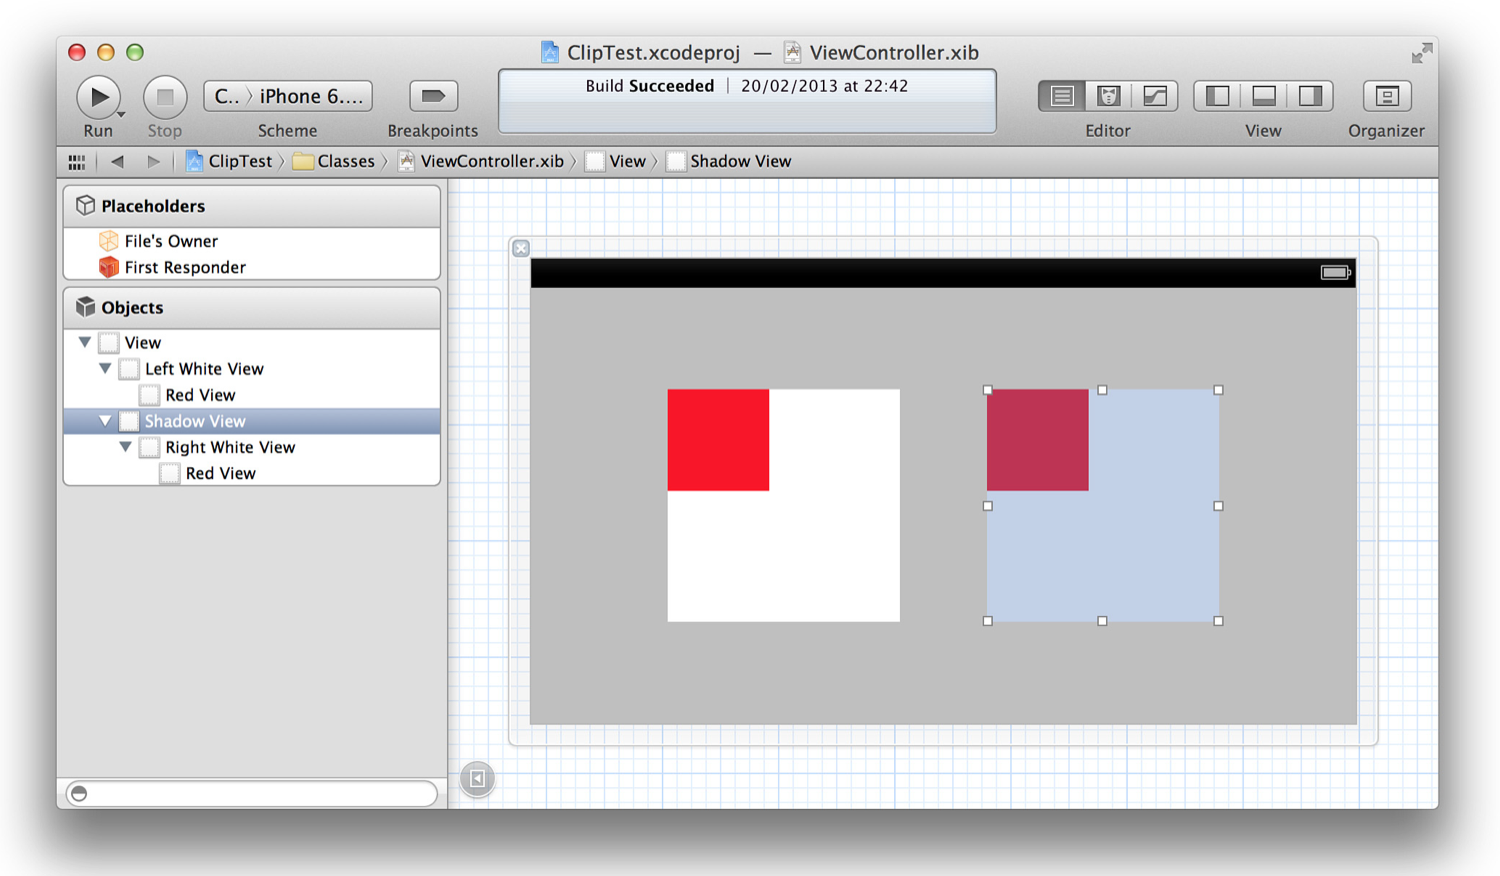 ClipTest.xcodeproj — ViewController.xib
C.. 〉 iPhone 6....
Build Succeeded | 20/02/2013 at 22:42
Run Stop Scheme Breakpoints Editor View Organizer
ClipTest 〉 Classes 〉 ViewController.xib 〉 View 〉 Shadow View
Placeholders
File's Owner
First Responder
Objects
View
Left White View
Red View
Shadow View
Right White View
Red View